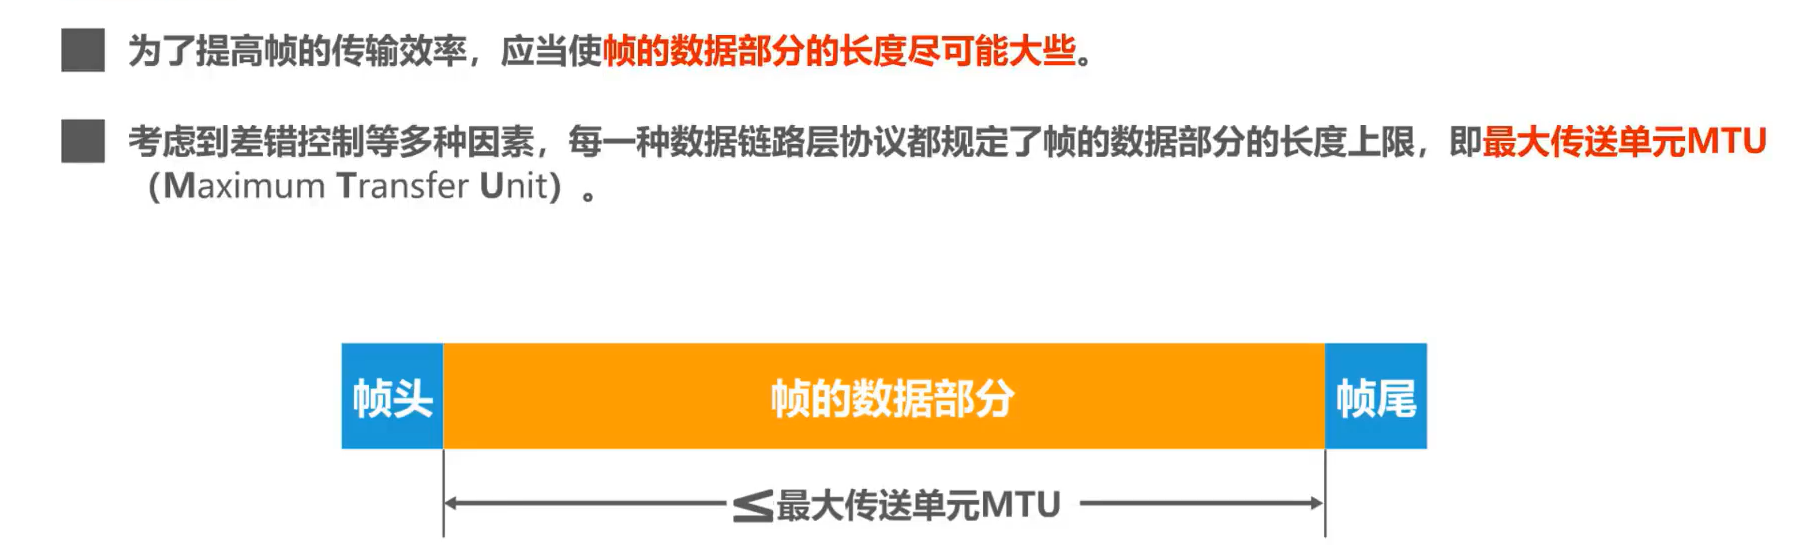 为了提高帧的传输效率，应当使帧的数据部分的长度尽可能大些。
考虑到差错控制等多种因素，每一种数据链路层协议都规定了帧的数据部分的长度上限，即最大传送单元MTU
（Maximum Transfer Unit）。
帧头 帧的数据部分 帧尾
≤最大传送单元MTU